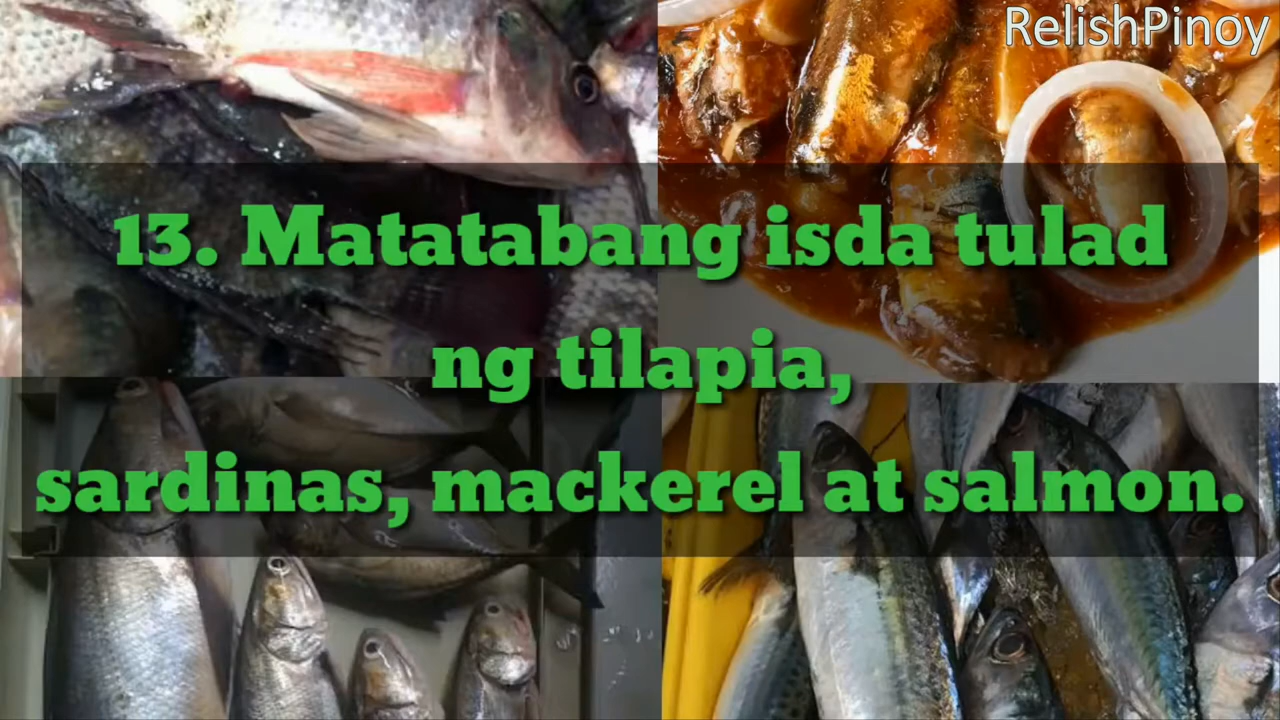 RelishPinoy
13. Matatabang isda tulad
ng tilapia,
sardinas, mackerel at salmon.